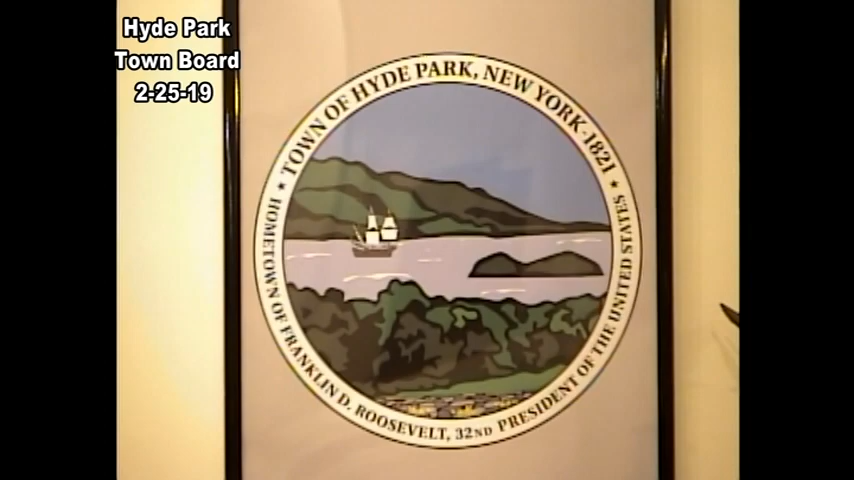 Hyde Park
Town Board
2-25-19
TOWN OF HYDE PARK, NEW YORK-1821
HOMETOWN OF FRANKLIN D. ROOSEVELT, 32ND PRESIDENT OF THE UNITED STATES